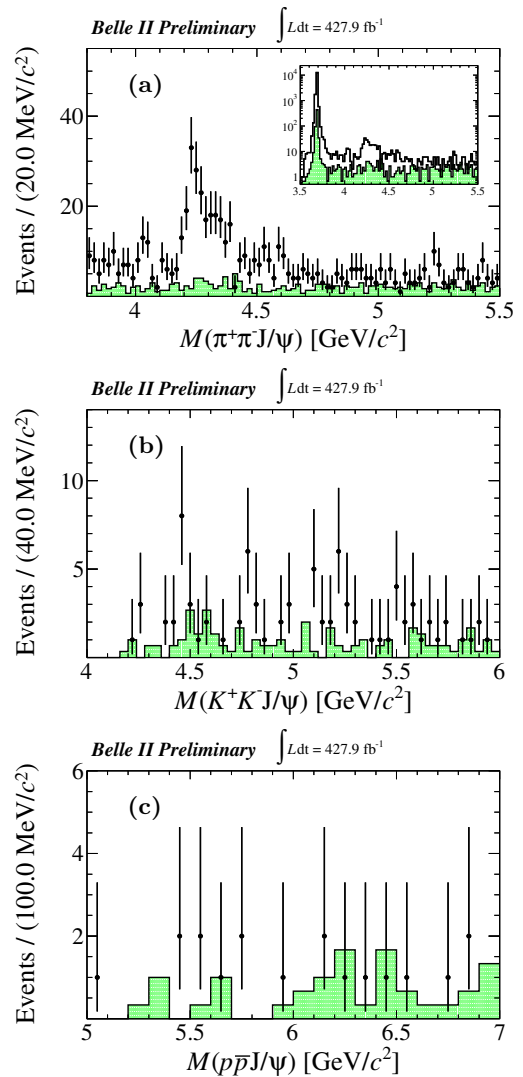 Belle II Preliminary ∫Ldt = 427.9 fb⁻¹
(a)
Events / (20.0 MeV/c²)
40
20
10⁴
10³
10²
10
1
3.5 4 4.5 5 5.5
4 4.5 5 5.5
M(π⁺π⁻J/ψ) [GeV/c²]
Belle II Preliminary ∫Ldt = 427.9 fb⁻¹
(b)
Events / (40.0 MeV/c²)
10
5
4 4.5 5 5.5 6
M(K⁺K⁻J/ψ) [GeV/c²]
Belle II Preliminary ∫Ldt = 427.9 fb⁻¹
(c)
Events / (100.0 MeV/c²)
6
4
2
5 5.5 6 6.5 7
M(pp̅J/ψ) [GeV/c²]